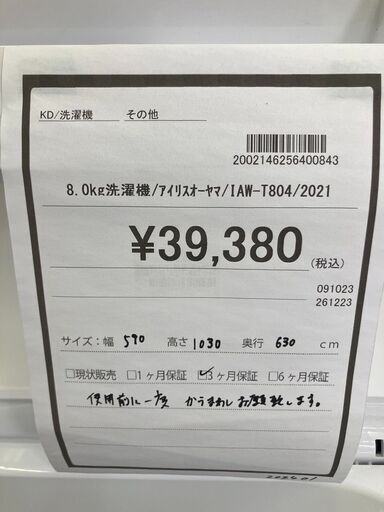 KD/洗濯機 その他
2002146256400843
8.0kg洗濯機/アイリスオーヤマ/IAW-T804/2021
¥39,380
(税込)
091023
261223
サイズ:幅 590 高さ 1030 奥行 630 cm
□現状販売 □1ヶ月保証 ☑3ヶ月保証 □6ヶ月保証
使用前に一度 からまわしお願致します。